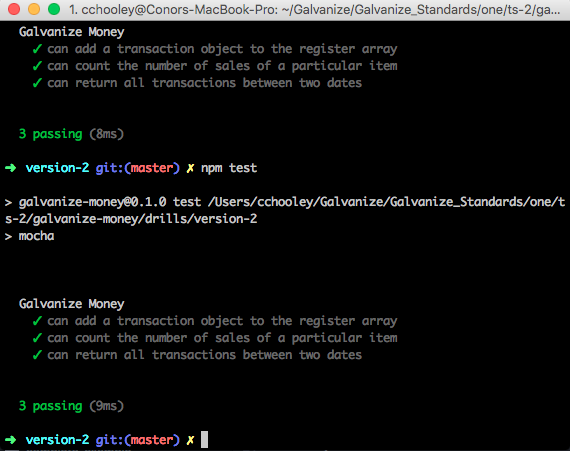 1. cchooley@Conors-MacBook-Pro: ~/Galvanize/Galvanize_Standards/one/ts-2/ga...
Galvanize Money
✓ can add a transaction object to the register array
✓ can count the number of sales of a particular item
✓ can return all transactions between two dates
3 passing (8ms)
➜ version-2 git:(master) ✗ npm test
> galvanize-money@0.1.0 test /Users/cchooley/Galvanize/Galvanize_Standards/one/t
s-2/galvanize-money/drills/version-2
> mocha
Galvanize Money
✓ can add a transaction object to the register array
✓ can count the number of sales of a particular item
✓ can return all transactions between two dates
3 passing (9ms)
➜ version-2 git:(master) ✗